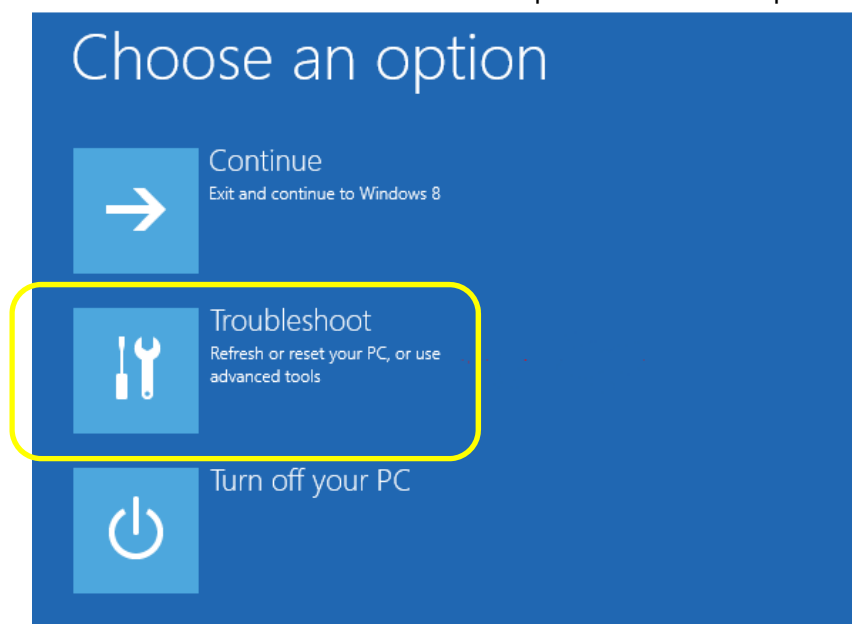 Choose an option
Continue
Exit and continue to Windows 8
Troubleshoot
Refresh or reset your PC, or use
advanced tools
Turn off your PC